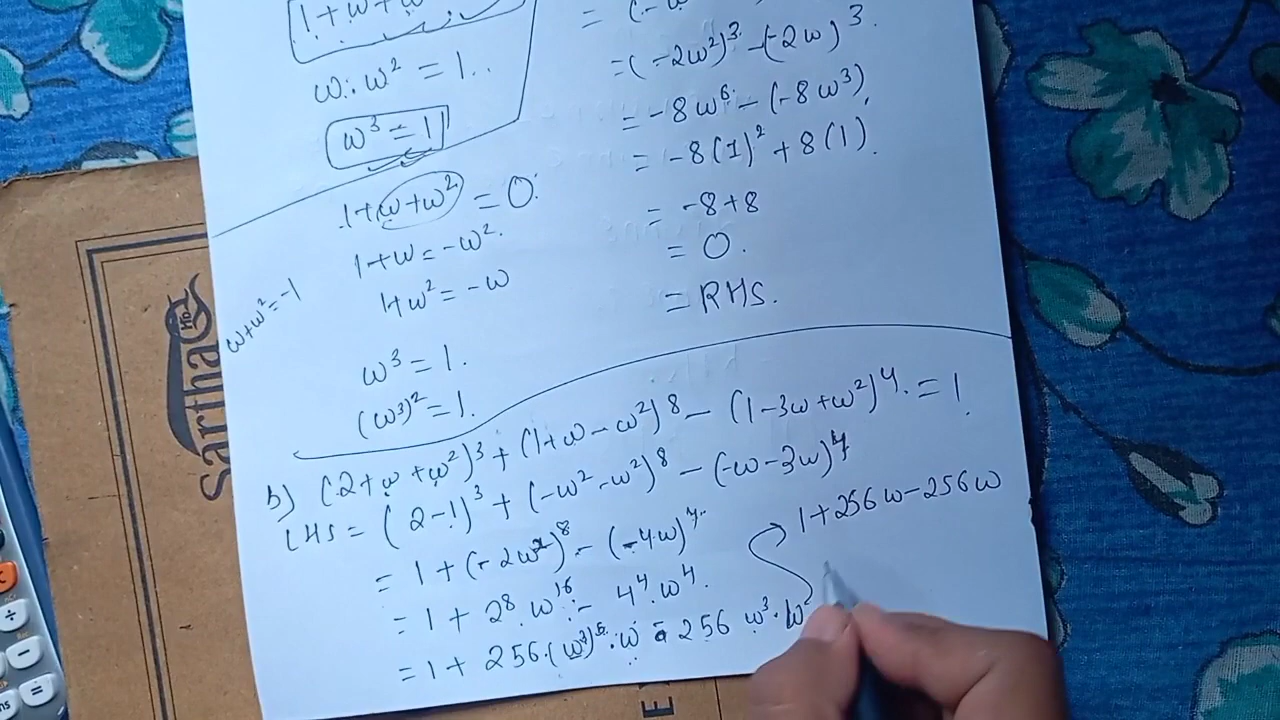 1+ω+ω
ω · ω² = 1..
ω³ = 1
1+ω+ω² = 0.
1+ω = -ω².
1+ω² = -ω
ω+ω²=-1
ω³ = 1.
(ω³)² = 1.
= (-2ω²)³ - (-2ω)³.
= -8ω⁶ - (-8ω³).
= -8(1)² + 8(1).
= -8+8
= 0.
= RHS.
b) (2+ω+ω²)³ + (1+ω-ω²)⁸ - (1-3ω+ω²)⁴ = 1.
LHS = (2-1)³ + (-ω²-ω²)⁸ - (-ω-3ω)⁴
= 1 + (-2ω²)⁸ - (-4ω)⁴.
= 1 + 2⁸. ω¹⁶ - 4⁴. ω⁴.
= 1 + 256.(ω³)⁵.ω - 256 ω³.ω
1+256ω-256ω
Sartha
ns
=